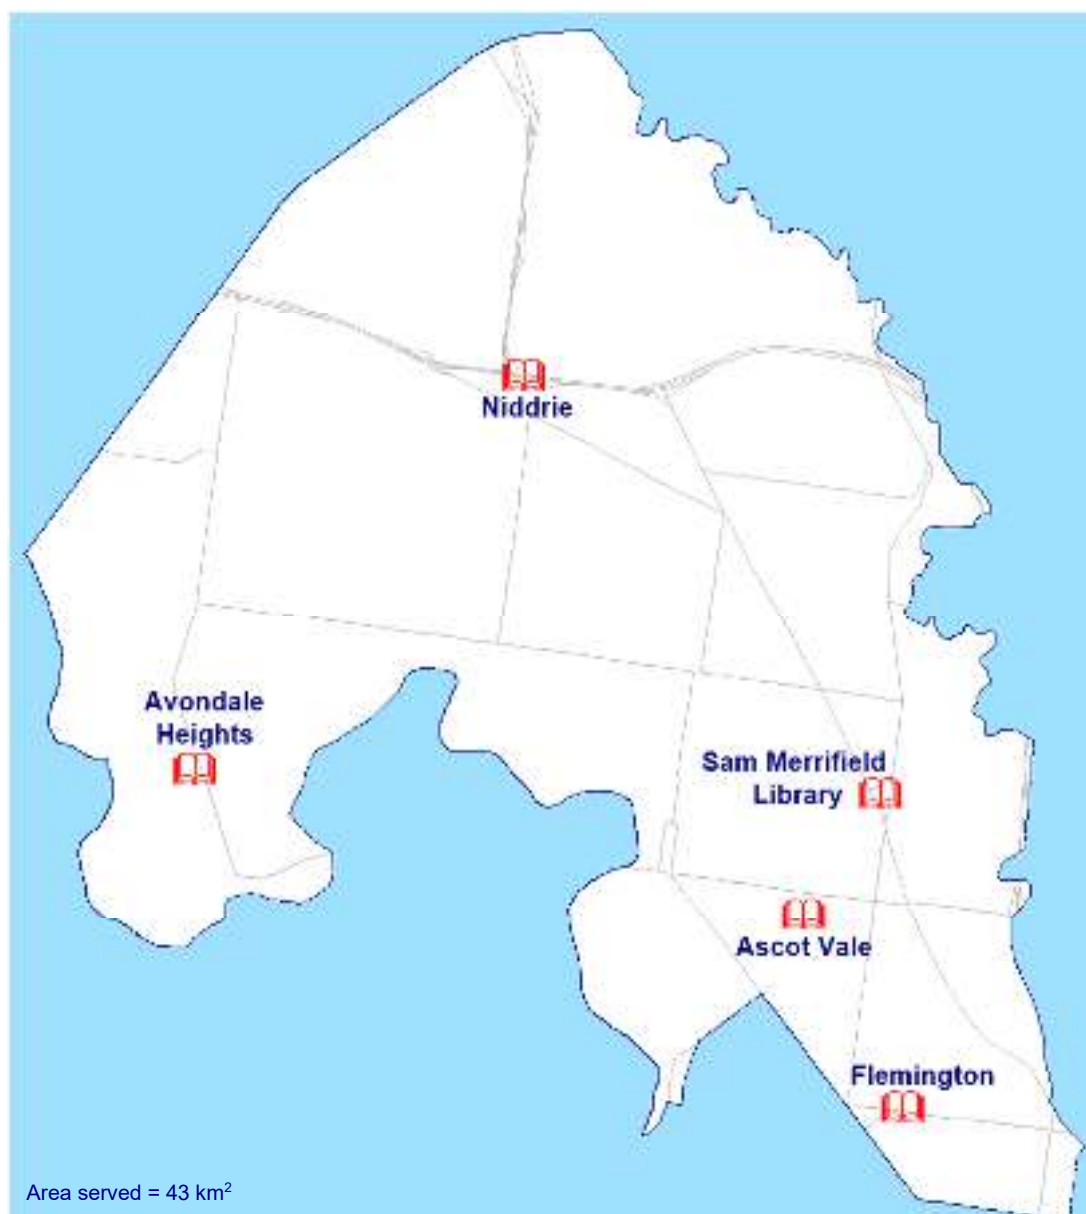 Niddrie
Avondale
Heights
Sam Merrifield
Library
Ascot Vale
Flemington
Area served = 43 km²